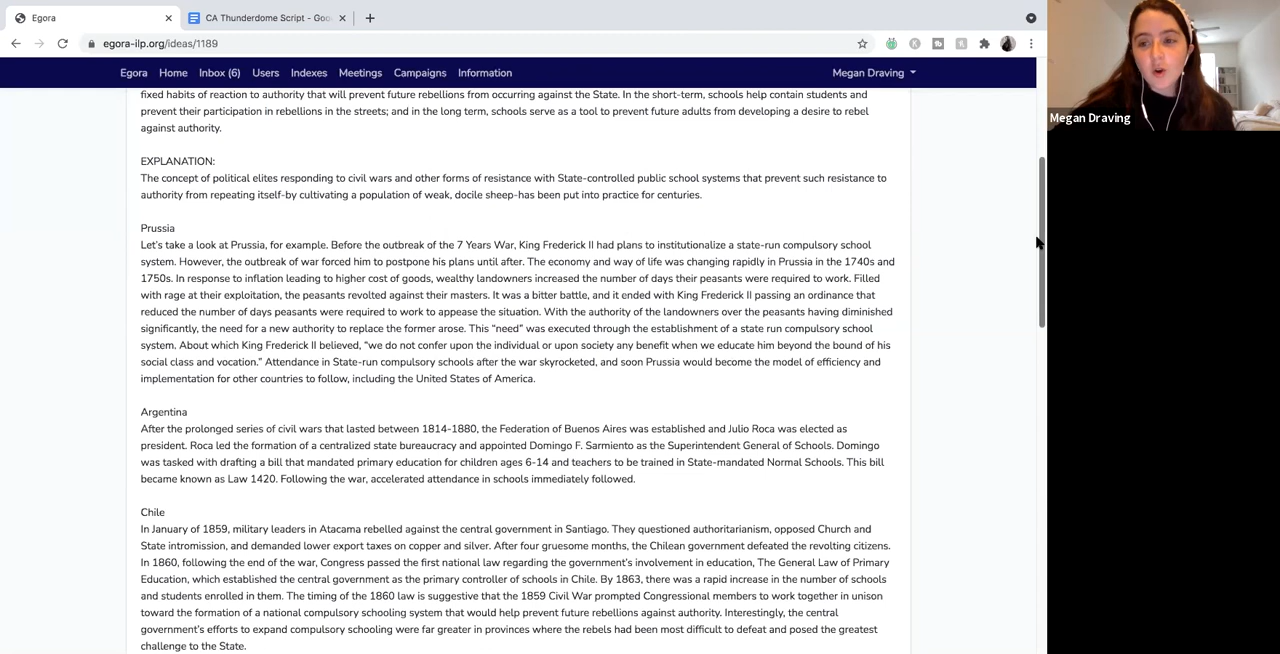 Egora
CA Thunderdome Script - Goo
egora-ilp.org/ideas/1189
Egora Home Inbox (6) Users Indexes Meetings Campaigns Information Megan Draving
fixed habits of reaction to authority that will prevent future rebellions from occurring against the State. In the short-term, schools help contain students and
prevent their participation in rebellions in the streets; and in the long term, schools serve as a tool to prevent future adults from developing a desire to rebel
against authority.
EXPLANATION:
The concept of political elites responding to civil wars and other forms of resistance with State-controlled public school systems that prevent such resistance to
authority from repeating itself-by cultivating a population of weak, docile sheep-has been put into practice for centuries.
Prussia
Let's take a look at Prussia, for example. Before the outbreak of the 7 Years War, King Frederick II had plans to institutionalize a state-run compulsory school
system. However, the outbreak of war forced him to postpone his plans until after. The economy and way of life was changing rapidly in Prussia in the 1740s and
1750s. In response to inflation leading to higher cost of goods, wealthy landowners increased the number of days their peasants were required to work. Filled
with rage at their exploitation, the peasants revolted against their masters. It was a bitter battle, and it ended with King Frederick II passing an ordinance that
reduced the number of days peasants were required to work to appease the situation. With the authority of the landowners over the peasants having diminished
significantly, the need for a new authority to replace the former arose. This "need" was executed through the establishment of a state run compulsory school
system. About which King Frederick II believed, "we do not confer upon the individual or upon society any benefit when we educate him beyond the bound of his
social class and vocation." Attendance in State-run compulsory schools after the war skyrocketed, and soon Prussia would become the model of efficiency and
implementation for other countries to follow, including the United States of America.
Argentina
After the prolonged series of civil wars that lasted between 1814-1880, the Federation of Buenos Aires was established and Julio Roca was elected as
president. Roca led the formation of a centralized state bureaucracy and appointed Domingo F. Sarmiento as the Superintendent General of Schools. Domingo
was tasked with drafting a bill that mandated primary education for children ages 6-14 and teachers to be trained in State-mandated Normal Schools. This bill
became known as Law 1420. Following the war, accelerated attendance in schools immediately followed.
Chile
In January of 1859, military leaders in Atacama rebelled against the central government in Santiago. They questioned authoritarianism, opposed Church and
State intromission, and demanded lower export taxes on copper and silver. After four gruesome months, the Chilean government defeated the revolting citizens.
In 1860, following the end of the war, Congress passed the first national law regarding the government's involvement in education, The General Law of Primary
Education, which established the central government as the primary controller of schools in Chile. By 1863, there was a rapid increase in the number of schools
and students enrolled in them. The timing of the 1860 law is suggestive that the 1859 Civil War prompted Congressional members to work together in unison
toward the formation of a national compulsory schooling system that would help prevent future rebellions against authority. Interestingly, the central
government's efforts to expand compulsory schooling were far greater in provinces where the rebels had been most difficult to defeat and posed the greatest
challenge to the State.
Megan Draving